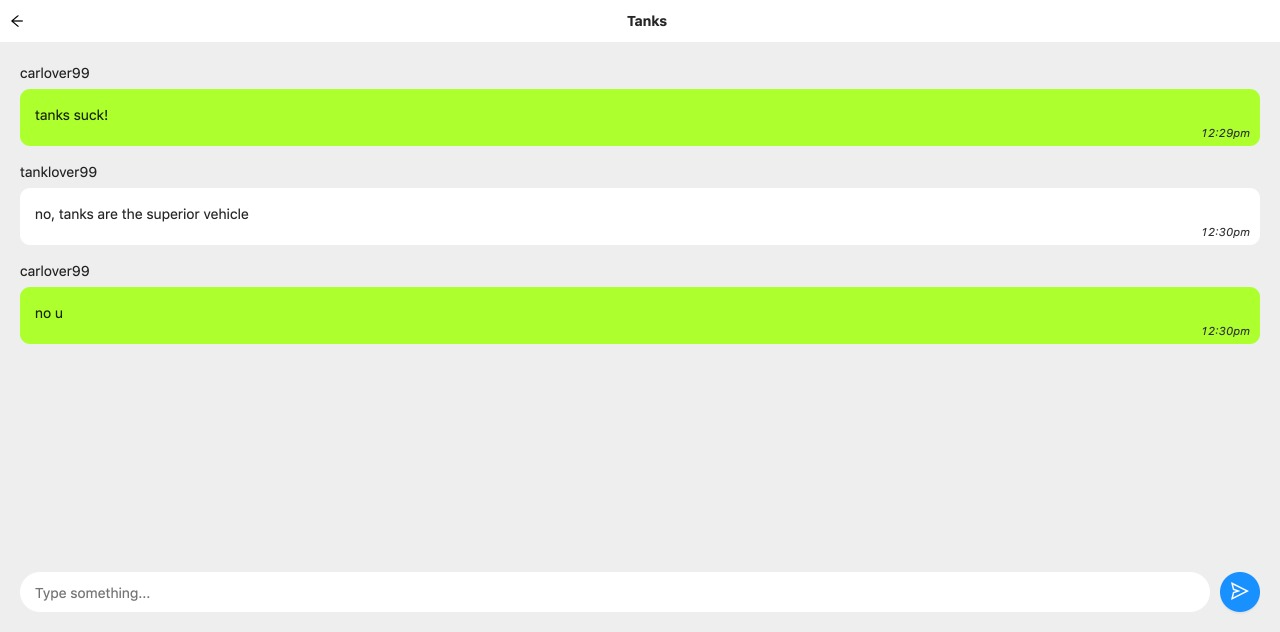 Tanks
carlover99
tanks suck!
12:29pm
tanklover99
no, tanks are the superior vehicle
12:30pm
carlover99
no u
12:30pm
Type something...